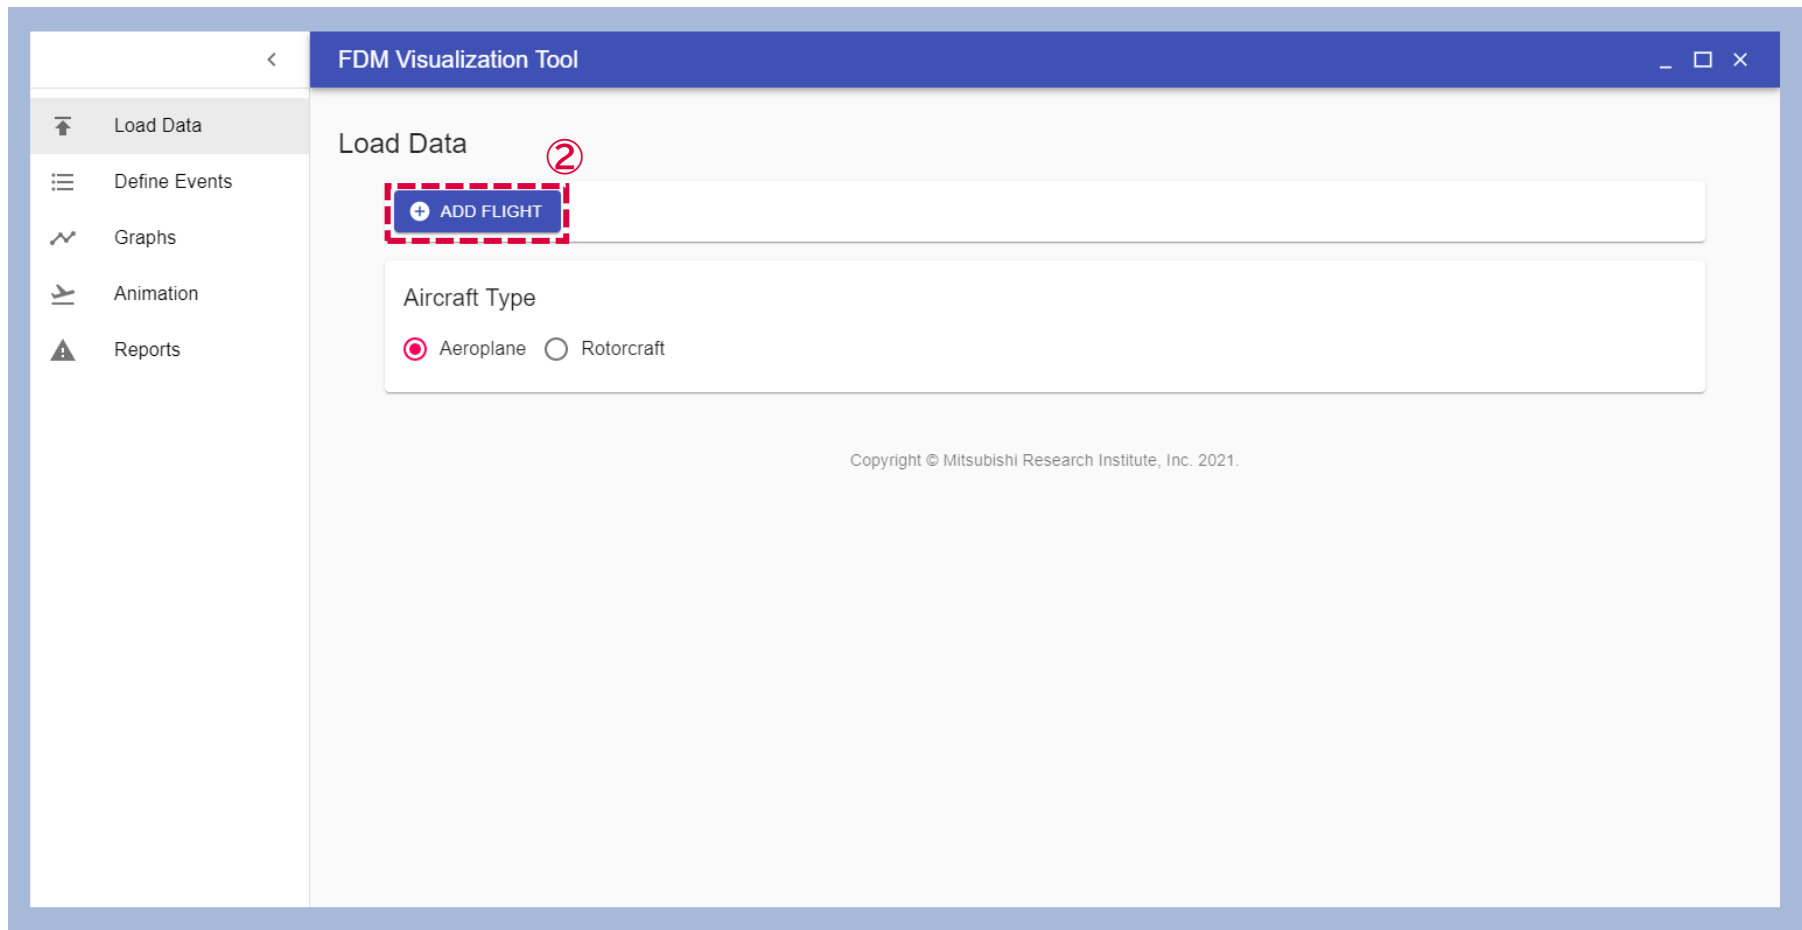 FDM Visualization Tool
Load Data
Define Events
Graphs
Animation
Reports
Load Data
②
ADD FLIGHT
Aircraft Type
Aeroplane Rotorcraft
Copyright © Mitsubishi Research Institute, Inc. 2021.